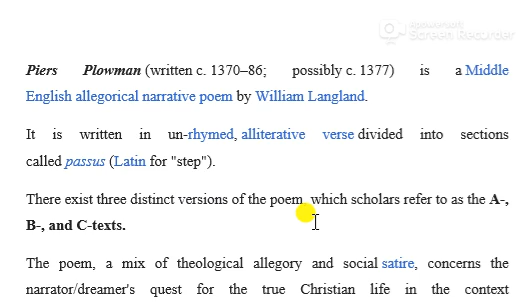 Apowersoft
Screen Recorder
Piers Plowman (written c. 1370–86; possibly c. 1377) is a Middle
English allegorical narrative poem by William Langland.
It is written in un-rhymed, alliterative verse divided into sections
called passus (Latin for "step").
There exist three distinct versions of the poem, which scholars refer to as the A-,
B-, and C-texts.
The poem, a mix of theological allegory and social satire, concerns the
narrator/dreamer's quest for the true Christian life in the context